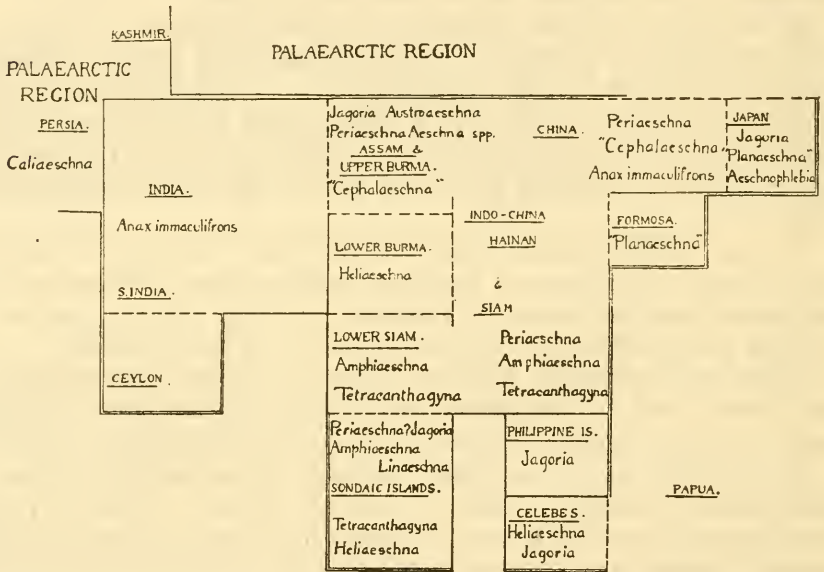 KASHMIR.
PALAEARCTIC REGION
PALAEARCTIC
REGION
PERSIA.
Caliaeschna
INDIA.
Anax immaculifrons
S.INDIA.
CEYLON.
Jagoria Austroaeschna
Periaeschna Aeschna spp.
ASSAM &
UPPER BURMA.
"Cephalaeschna"
LOWER BURMA.
Heliaeschna
CHINA.
Periaeschna
"Cephalaeschna"
Anax immaculifrons
JAPAN
Jagoria
"Planaeschna"
Aeschnophlebia
FORMOSA.
"Planaeschna"
INDO-CHINA
HAINAN
&
SIAM
Periaeschna
Amphiaeschna
Tetracanthagyna
LOWER SIAM.
Amphiaeschna
Tetracanthagyna
Periaeschna?Jagoria
Amphiaeschna
Linaeschna
SONDAIC ISLANDS.
Tetracanthagyna
Heliaeschna
PHILIPPINE IS.
Jagoria
CELEBES.
Heliaeschna
Jagoria
PAPUA.